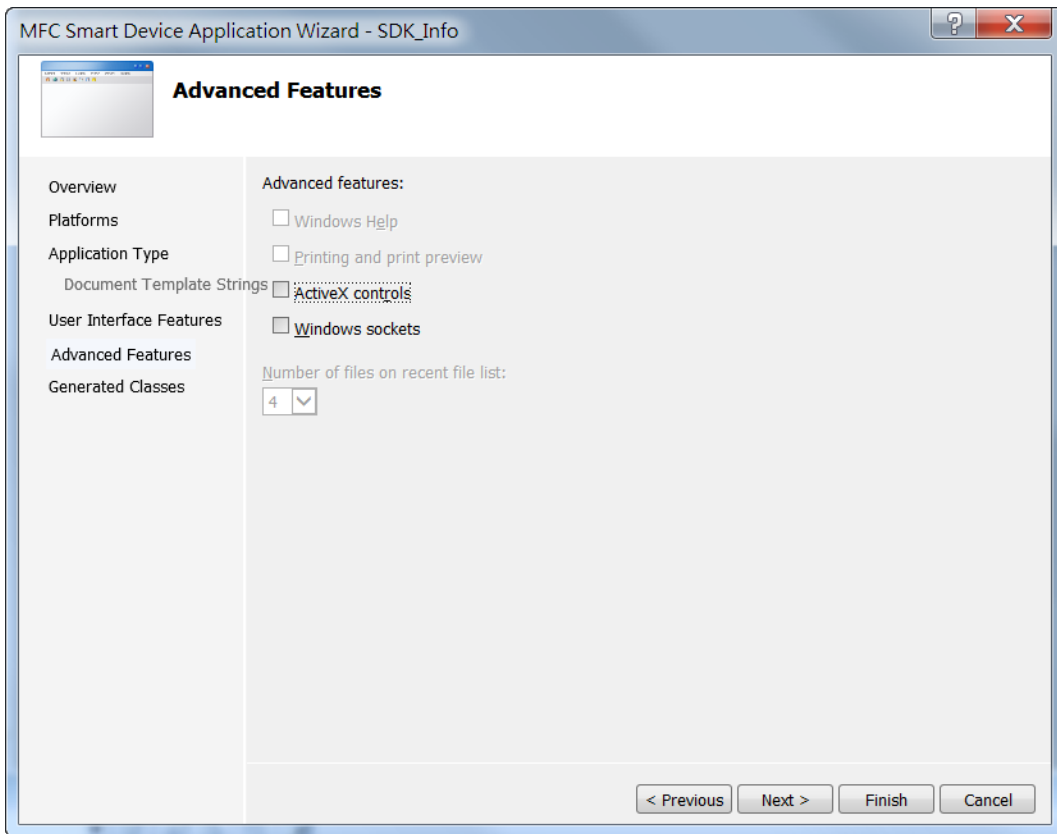 MFC Smart Device Application Wizard - SDK_Info
Advanced Features
Overview
Platforms
Application Type
Document Template Strings
User Interface Features
Advanced Features
Generated Classes
Advanced features:
Windows Help
Printing and print preview
ActiveX controls
Windows sockets
Number of files on recent file list:
4
< Previous
Next >
Finish
Cancel